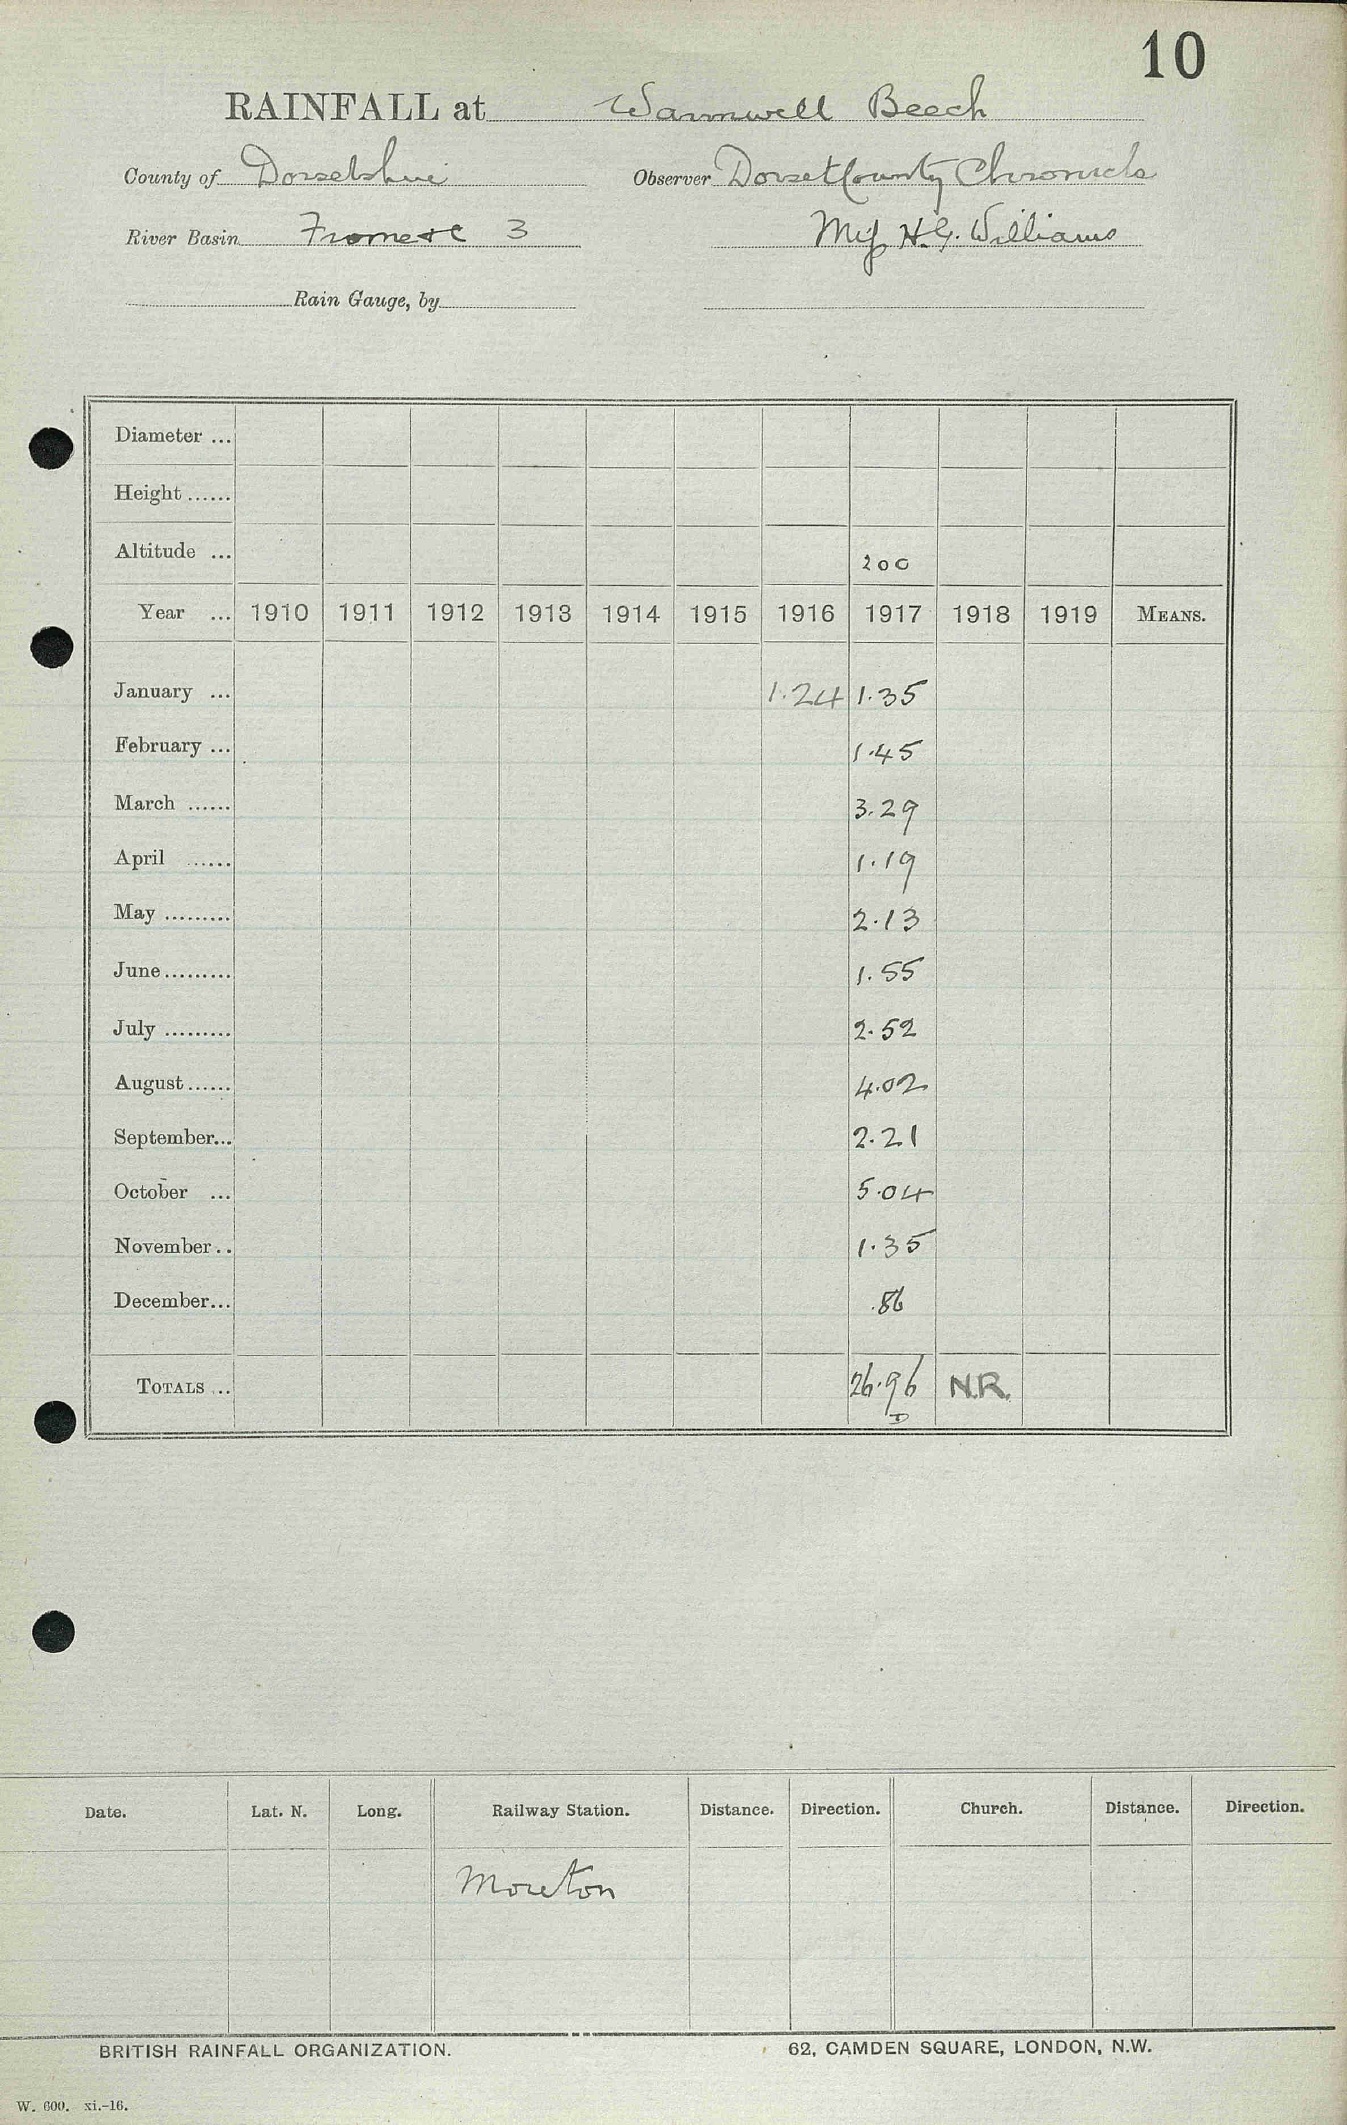 10
RAINFALL at Warmwell Beech
County of Dorsetshire Observer Dorset County Chronicle
River Basin Frome &c 3 Miss H.G. Williams
Rain Gauge, by
Diameter ...
Height ......
Altitude ... 200
Year ... 1910 1911 1912 1913 1914 1915 1916 1917 1918 1919 MEANS.
January ... 1.24 1.35
February ... 1.45
March ...... 3.29
April ...... 1.19
May ......... 2.13
June ......... 1.55
July ......... 2.52
August ...... 4.02
September... 2.21
October ... 5.04
November .. 1.35
December... .86
TOTALS ... 26.96 N.R.
D
Date. Lat. N. Long. Railway Station. Distance. Direction. Church. Distance. Direction.
Moreton
BRITISH RAINFALL ORGANIZATION. 62, CAMDEN SQUARE, LONDON, N.W.
W. 600. xi.-16.